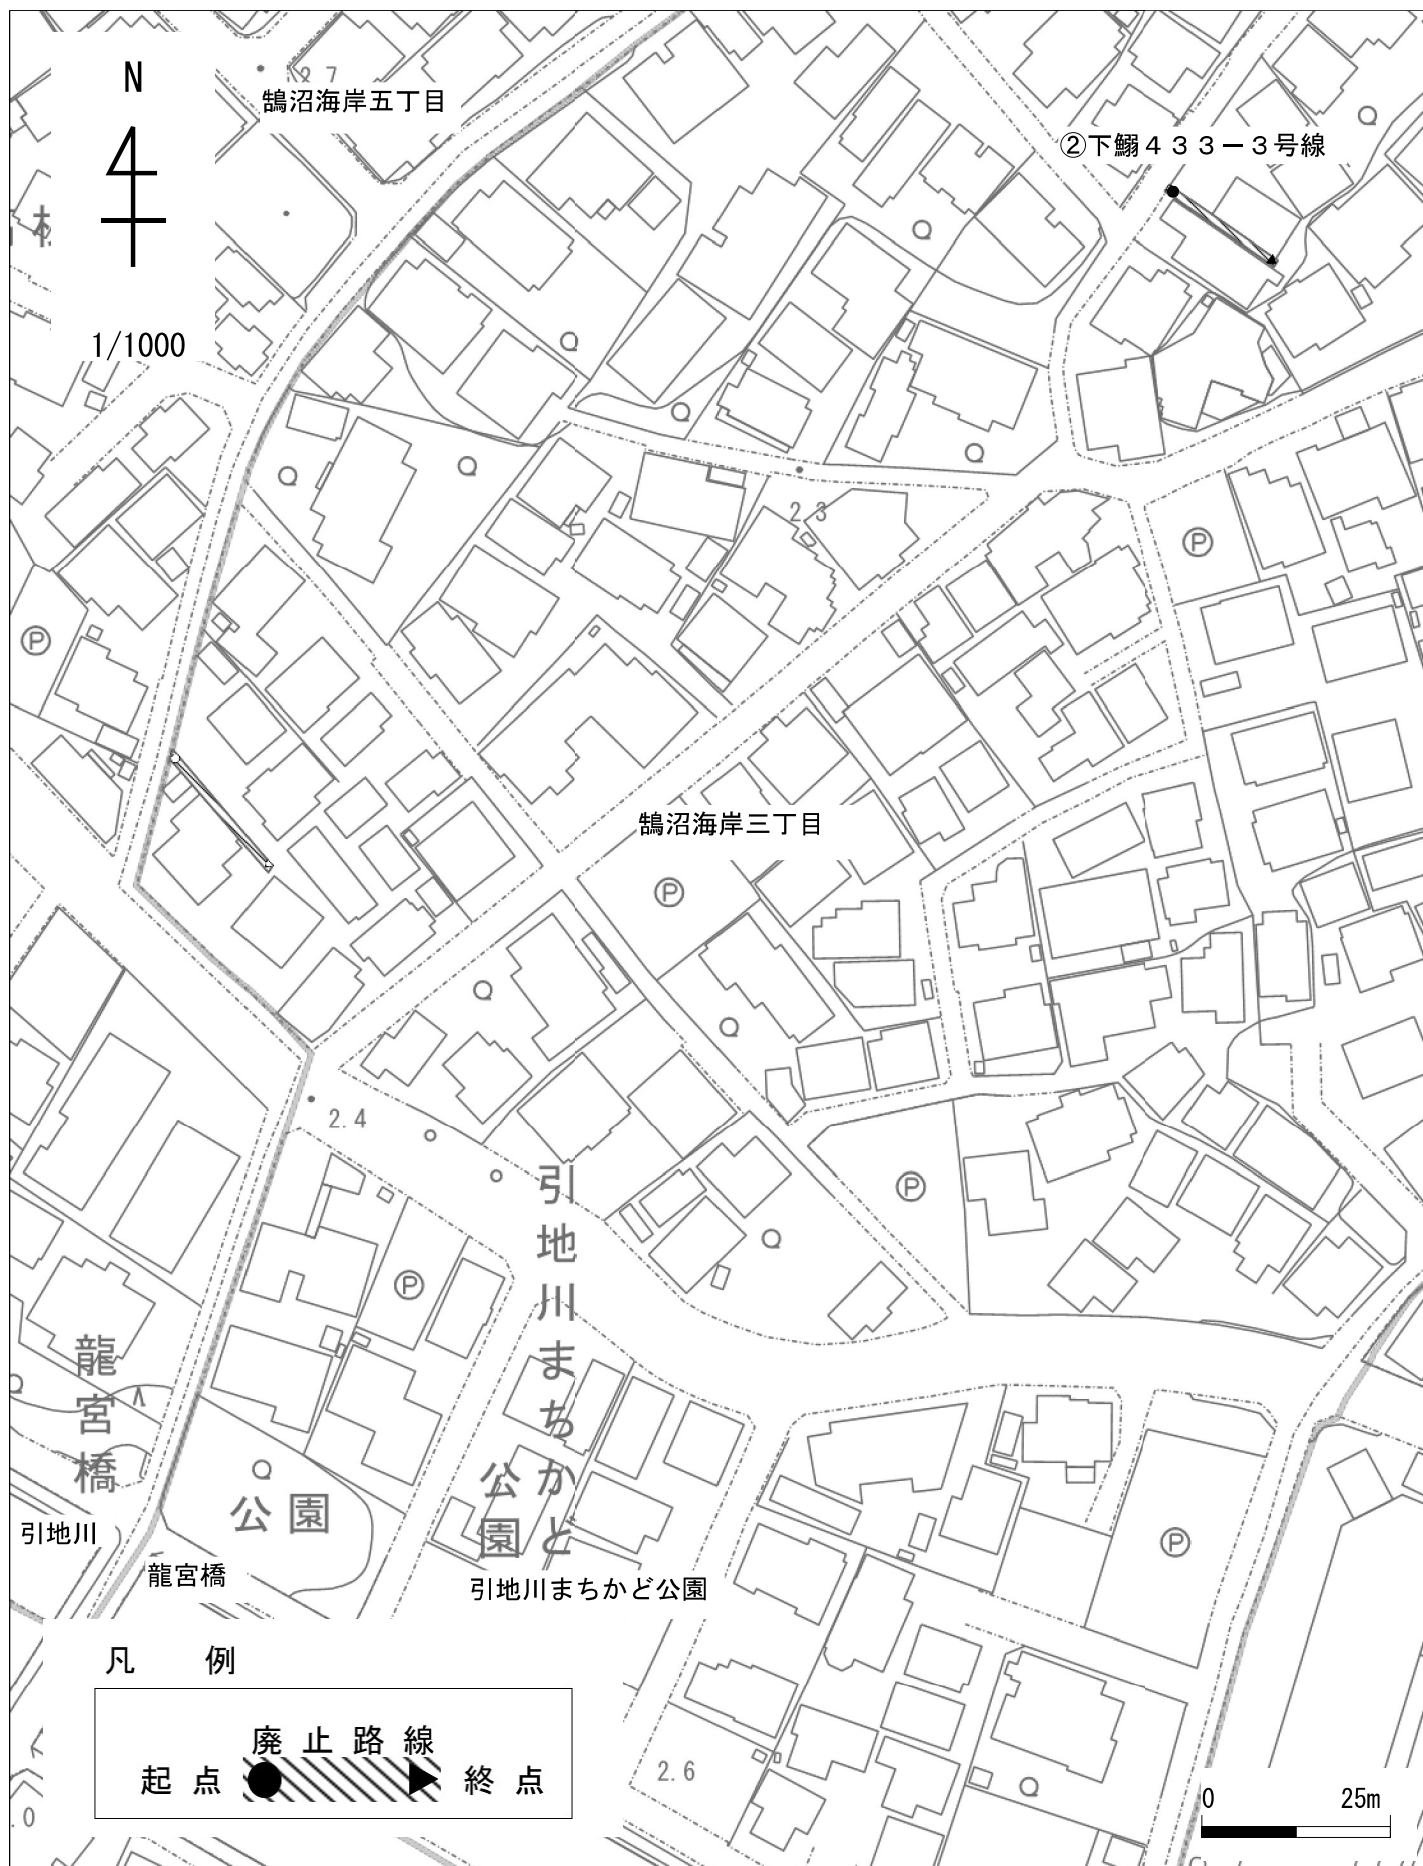 N
1/1000
2.7
鵠沼海岸五丁目
②下鰯433－3号線
Ⓟ
2.3
Ⓟ
鵠沼海岸三丁目
Ⓟ
2.4
Ⓟ
Ⓟ
引地川まちかど
公園
龍宮橋
公園
Ⓟ
引地川
龍宮橋
引地川まちかど公園
凡例
廃止路線
起点
終点
2.6
0
25m
.0